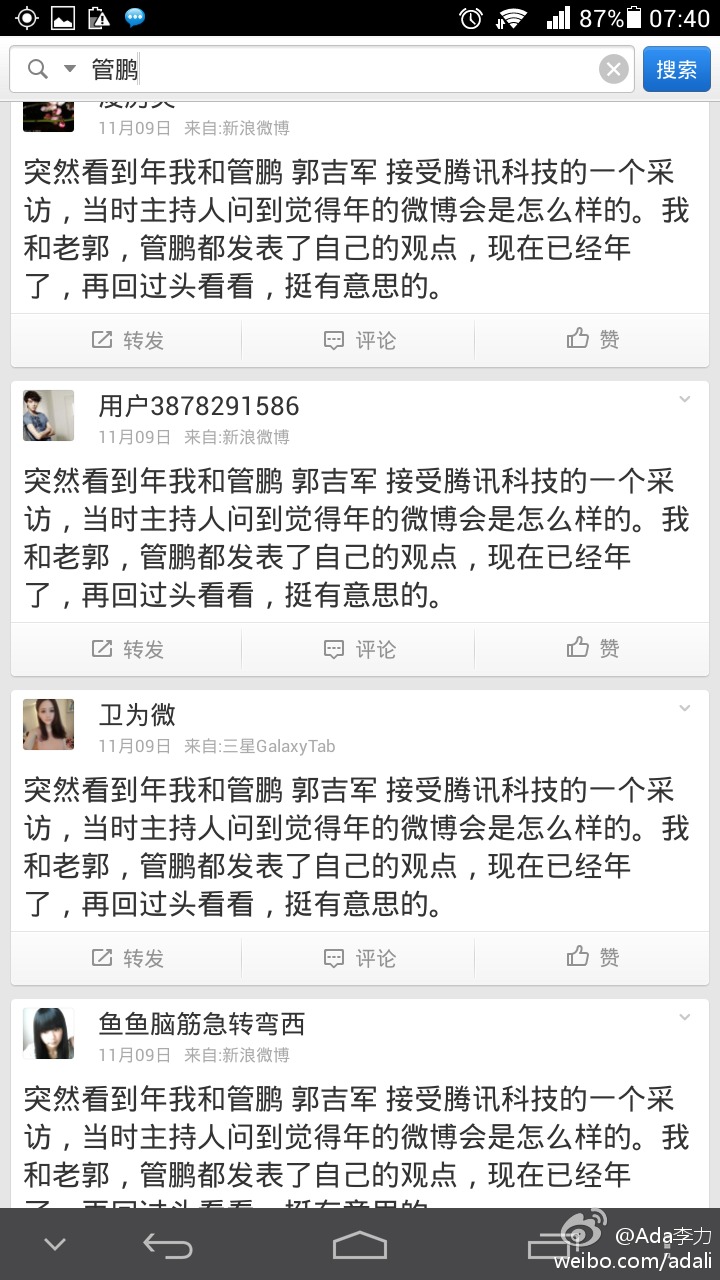 87% 07:40
管鹏 搜索
11月09日 来自:新浪微博
突然看到年我和管鹏 郭吉军 接受腾讯科技的一个采
访，当时主持人问到觉得年的微博会是怎么样的。我
和老郭，管鹏都发表了自己的观点，现在已经年
了，再回过头看看，挺有意思的。
转发 评论 赞
用户3878291586
11月09日 来自:新浪微博
突然看到年我和管鹏 郭吉军 接受腾讯科技的一个采
访，当时主持人问到觉得年的微博会是怎么样的。我
和老郭，管鹏都发表了自己的观点，现在已经年
了，再回过头看看，挺有意思的。
转发 评论 赞
卫为微
11月09日 来自:三星GalaxyTab
突然看到年我和管鹏 郭吉军 接受腾讯科技的一个采
访，当时主持人问到觉得年的微博会是怎么样的。我
和老郭，管鹏都发表了自己的观点，现在已经年
了，再回过头看看，挺有意思的。
转发 评论 赞
鱼鱼脑筋急转弯西
11月09日 来自:新浪微博
突然看到年我和管鹏 郭吉军 接受腾讯科技的一个采
访，当时主持人问到觉得年的微博会是怎么样的。我
和老郭，管鹏都发表了自己的观点，现在已经年
了，再回过头看看，挺有意思的。
@Ada李力
weibo.com/adali